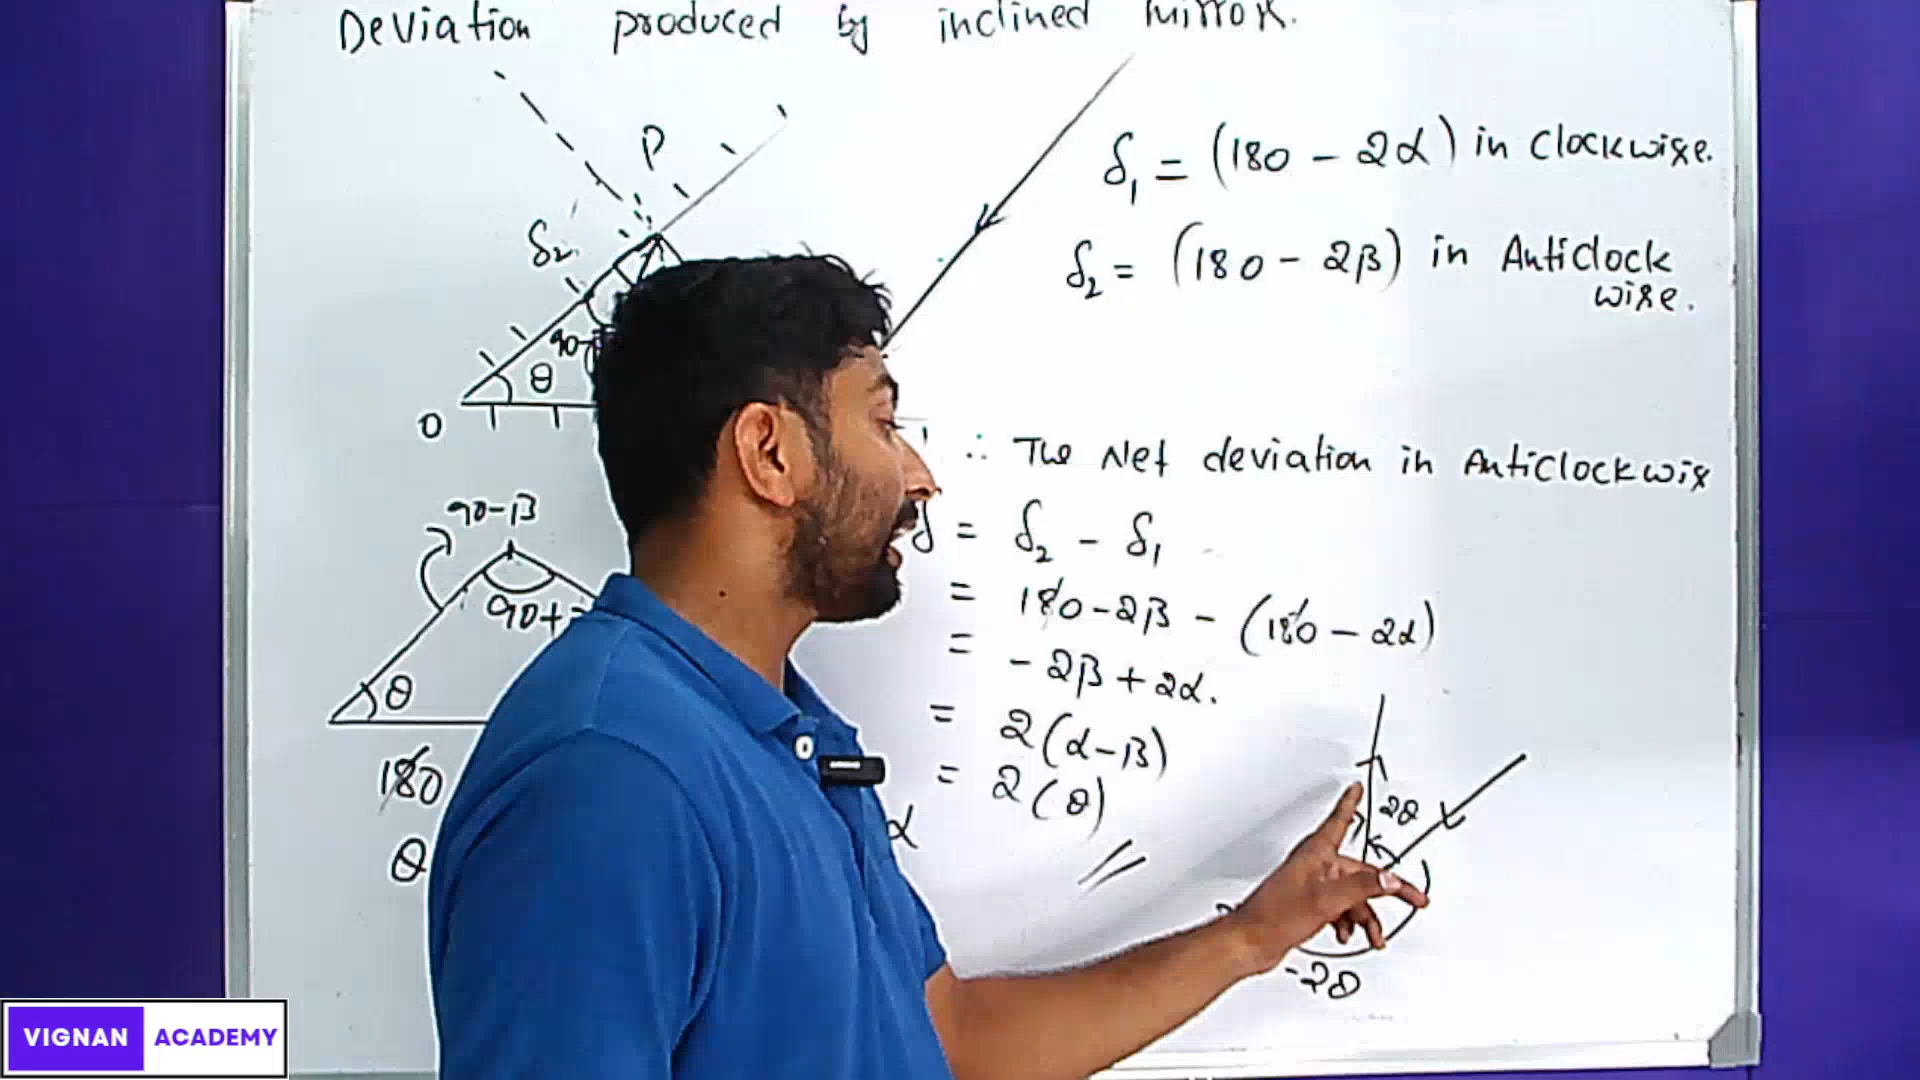 Deviation produced by inclined mirror.
P
δ₁ = (180 - 2α) in Clockwise.
δ₂
δ₂ = (180 - 2β) in Anticlock
wise.
90-
θ
O
∴ The Net deviation in Anticlockwis
90-β
δ = δ₂ - δ₁
90+
= 180-2β - (180 - 2α)
= -2β + 2α.
θ
= 2(α-β)
180
2θ
= 2(θ)
θ
α
-2θ
VIGNAN ACADEMY